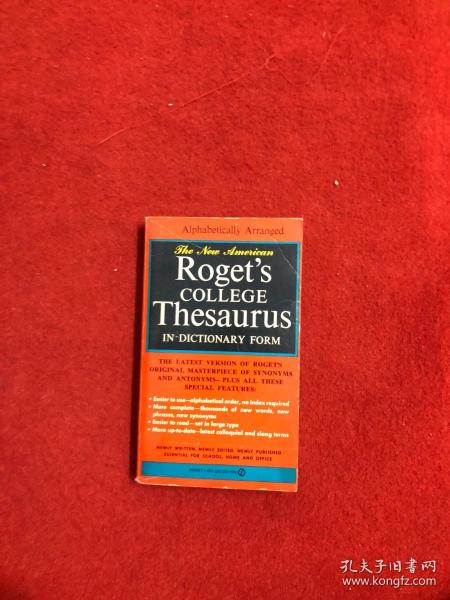 Alphabetically Arranged
The New American
Roget's
COLLEGE
Thesaurus
IN DICTIONARY FORM
THE LATEST VERSION OF ROGET'S
ORIGINAL MASTERPIECE OF SYNONYMS
AND ANTONYMS—PLUS ALL THESE
SPECIAL FEATURES:
• Easier to use—alphabetical order, no index required
• More complete—thousands of new words, new
phrases, new synonyms
• Easier to read—set in large type
• More up-to-date—latest colloquial and slang terms
NEWLY WRITTEN, NEWLY EDITED, NEWLY PUBLISHED
ESSENTIAL FOR SCHOOL, HOME AND OFFICE
孔夫子旧书网
www.kongfz.com